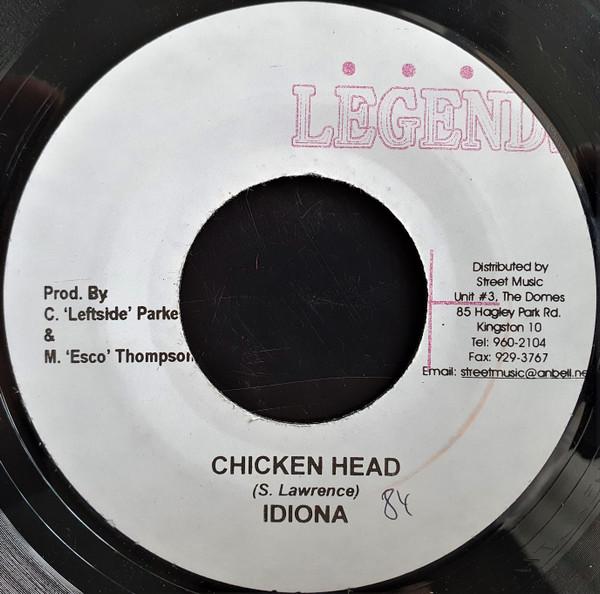 LEGEND
Prod. By
C. 'Leftside' Parke
&
M. 'Esco' Thompson
Distributed by
Street Music
Unit #3, The Domes
85 Hagley Park Rd.
Kingston 10
Tel: 960-2104
Fax: 929-3767
Email: streetmusic@anbell.ne
CHICKEN HEAD
(S. Lawrence)
IDIONA
84